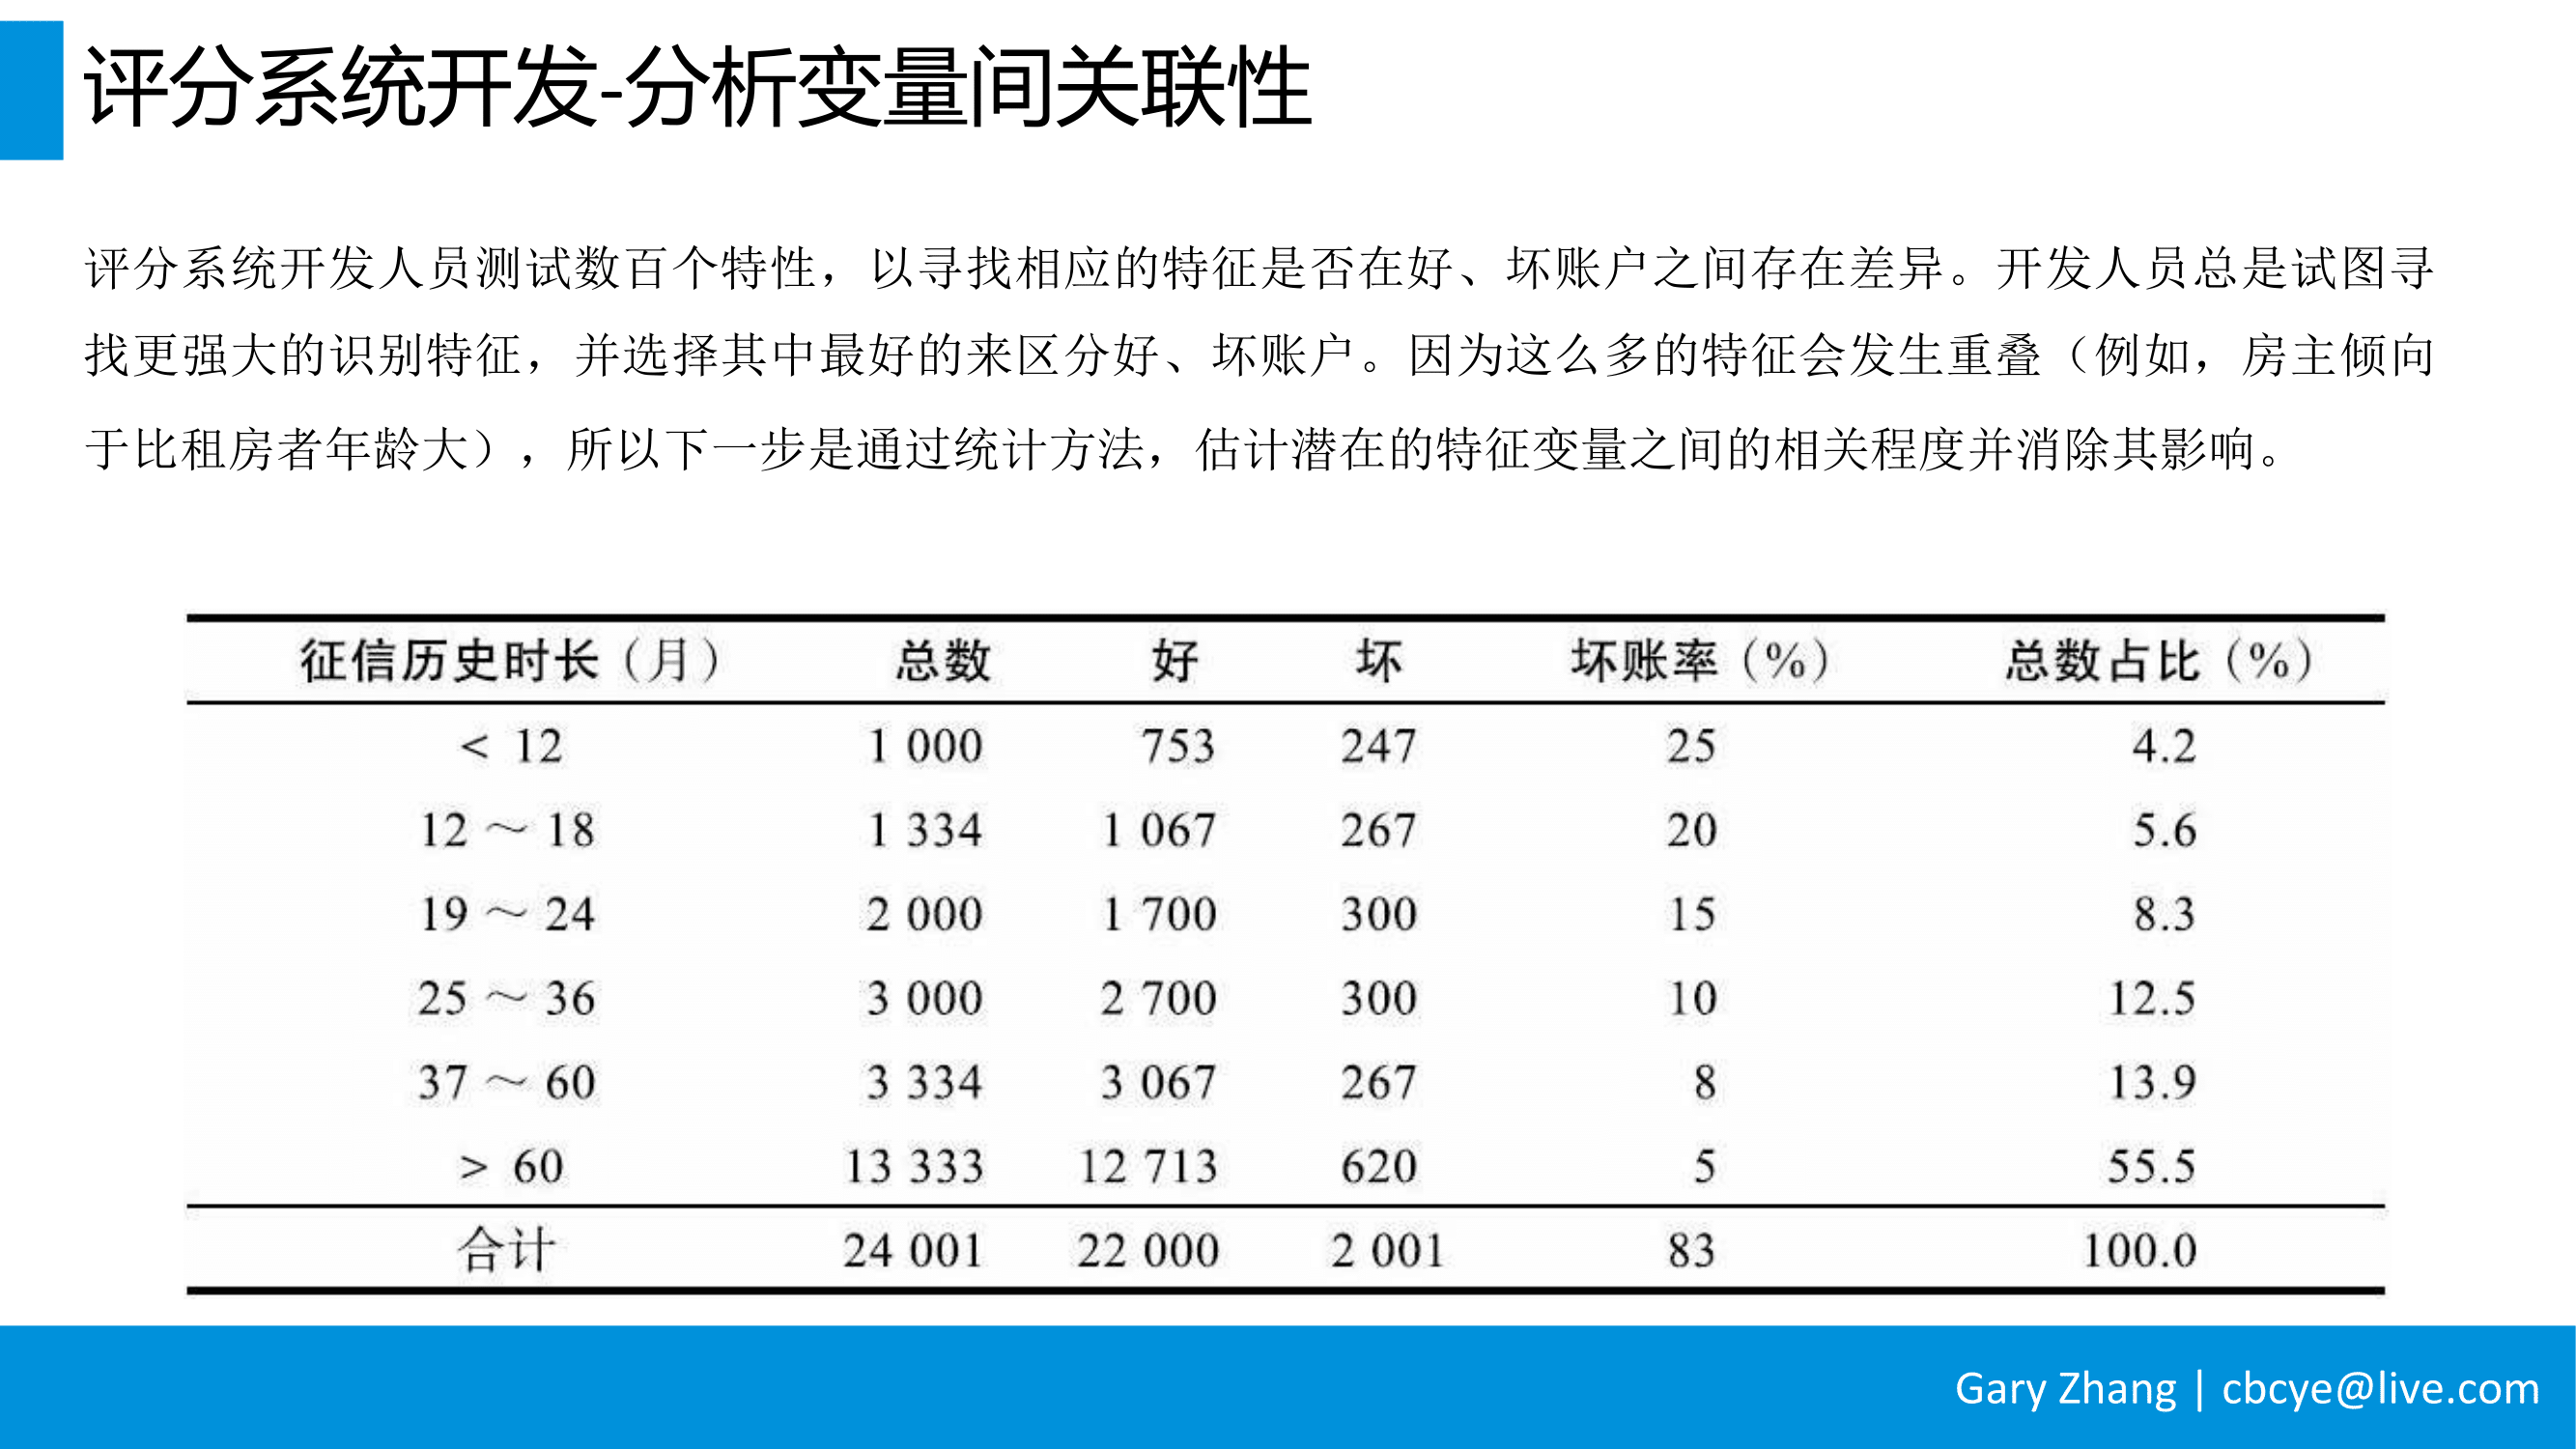 评分系统开发-分析变量间关联性
评分系统开发人员测试数百个特性，以寻找相应的特征是否在好、坏账户之间存在差异。开发人员总是试图寻
找更强大的识别特征，并选择其中最好的来区分好、坏账户。因为这么多的特征会发生重叠（例如，房主倾向
于比租房者年龄大），所以下一步是通过统计方法，估计潜在的特征变量之间的相关程度并消除其影响。
征信历史时长（月） 总数 好 坏 坏账率（%） 总数占比（%）
< 12 1 000 753 247 25 4.2
12 ～ 18 1 334 1 067 267 20 5.6
19 ～ 24 2 000 1 700 300 15 8.3
25 ～ 36 3 000 2 700 300 10 12.5
37 ～ 60 3 334 3 067 267 8 13.9
> 60 13 333 12 713 620 5 55.5
合计 24 001 22 000 2 001 83 100.0
Gary Zhang | cbcye@live.com